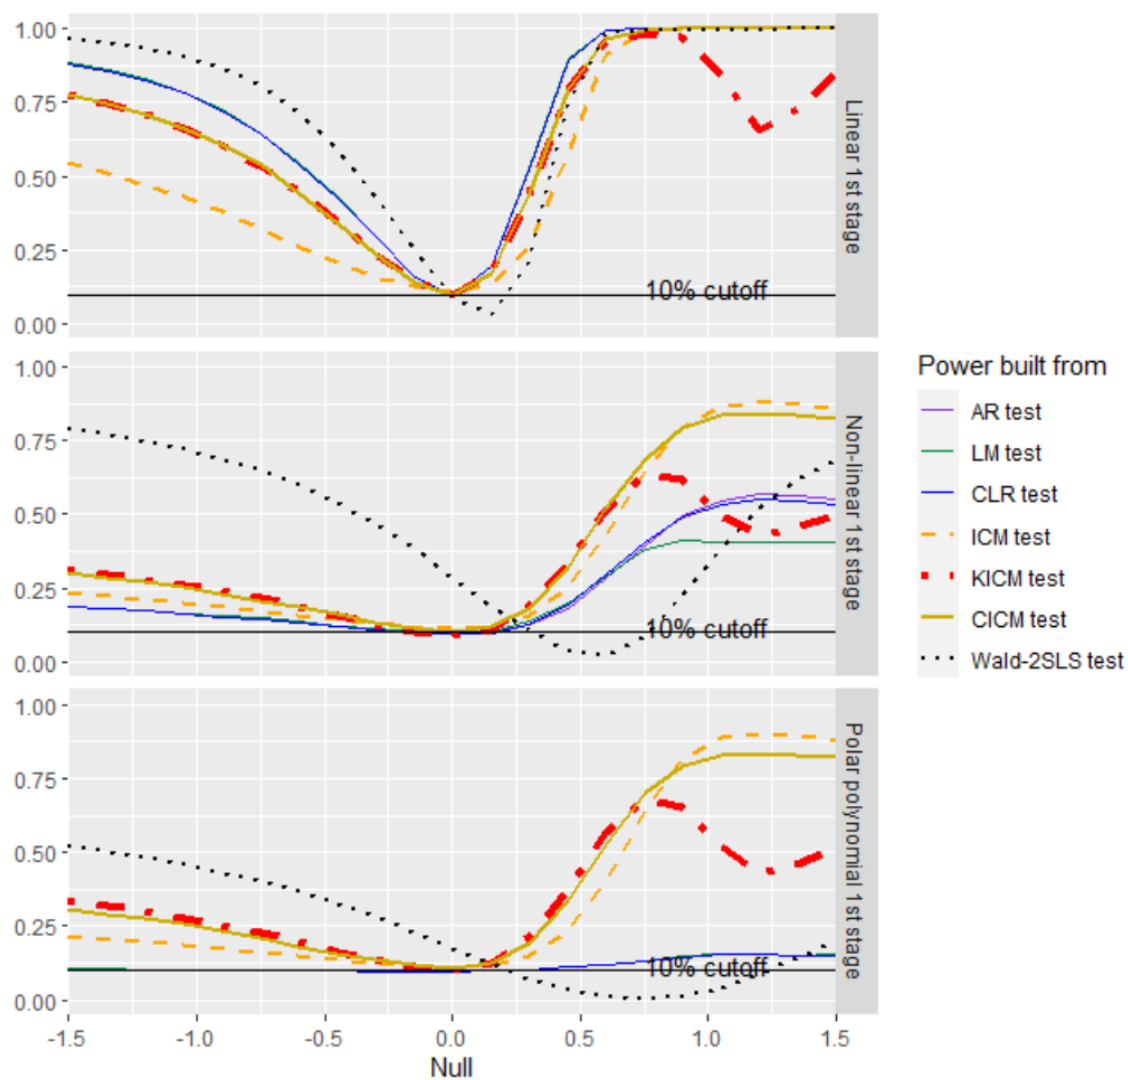 1.00
0.75
0.50
0.25
0.00
10% cutoff
Linear 1st stage
1.00
0.75
0.50
0.25
0.00
10% cutoff
Non-linear 1st stage
1.00
0.75
0.50
0.25
0.00
10% cutoff
Polar polynomial 1st stage
-1.5 -1.0 -0.5 0.0 0.5 1.0 1.5
Null
Power built from
AR test
LM test
CLR test
ICM test
KICM test
CICM test
Wald-2SLS test